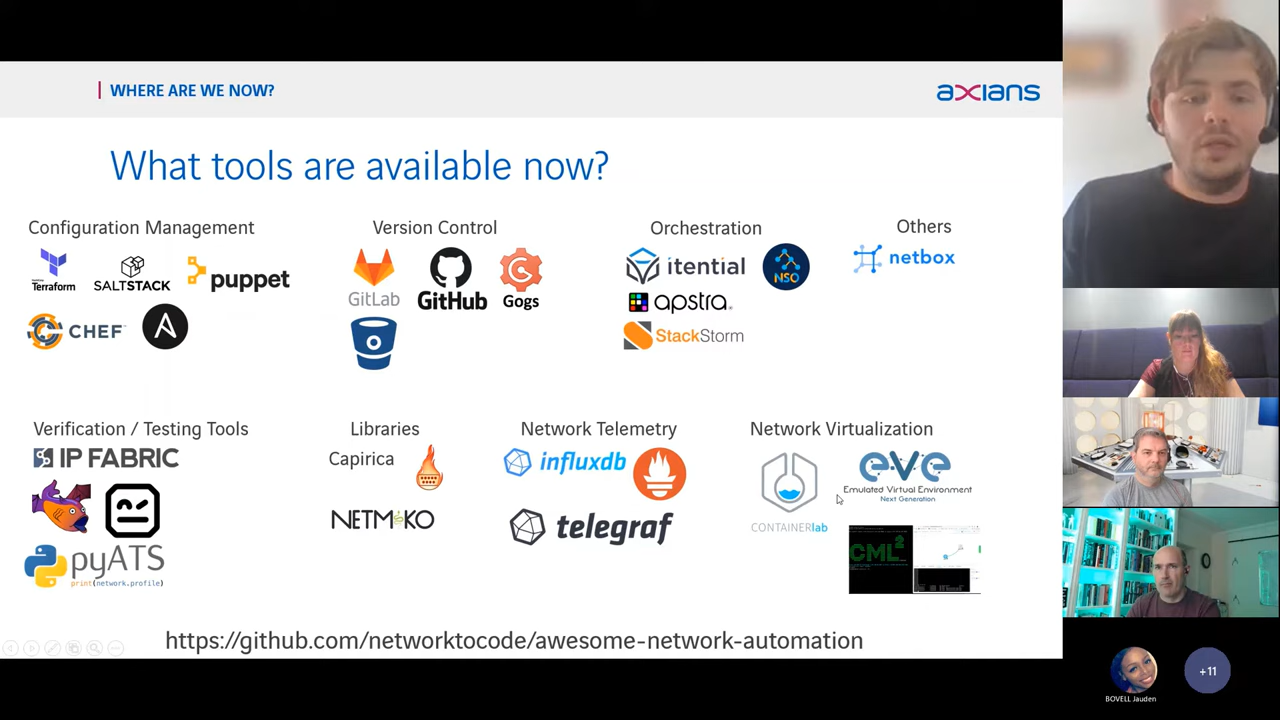 WHERE ARE WE NOW?
axians
What tools are available now?
Configuration Management
Terraform
SALTSTACK
puppet
CHEF
Version Control
GitLab
GitHub
Gogs
Orchestration
itential
NSO
apstra
StackStorm
Others
netbox
Verification / Testing Tools
IP FABRIC
pyATS
print(network.profile)
Libraries
Capirica
NETMIKO
Network Telemetry
influxdb
telegraf
Network Virtualization
CONTAINERlab
eve
Emulated Virtual Environment
Next Generation
CML2
https://github.com/networktocode/awesome-network-automation
+11
BOVELL Jauden